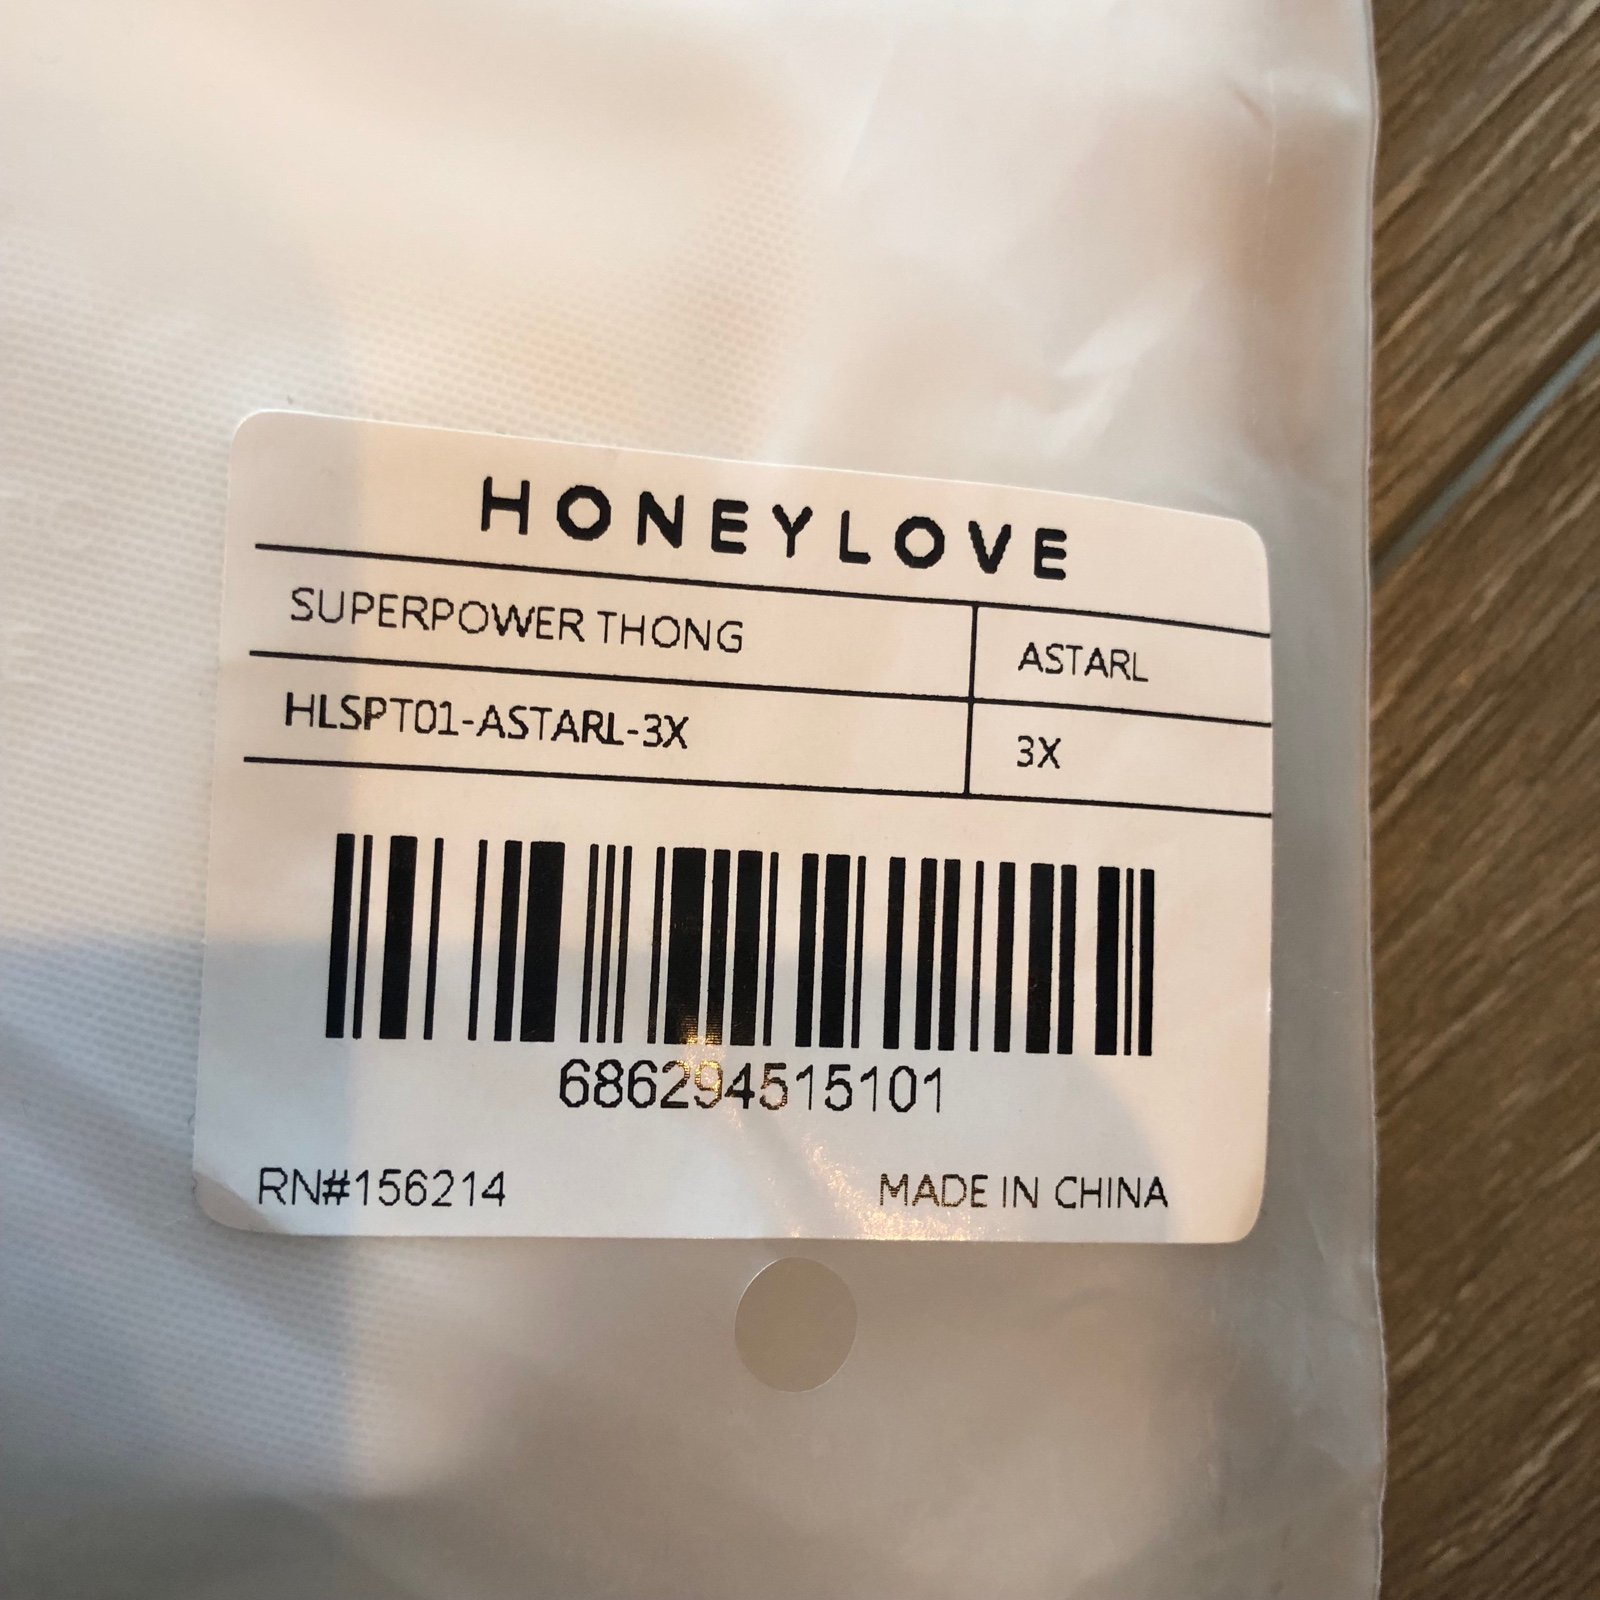 HONEYLOVE
SUPERPOWER THONG ASTARL
HLSPT01-ASTARL-3X 3X
686294515101
RN#156214 MADE IN CHINA